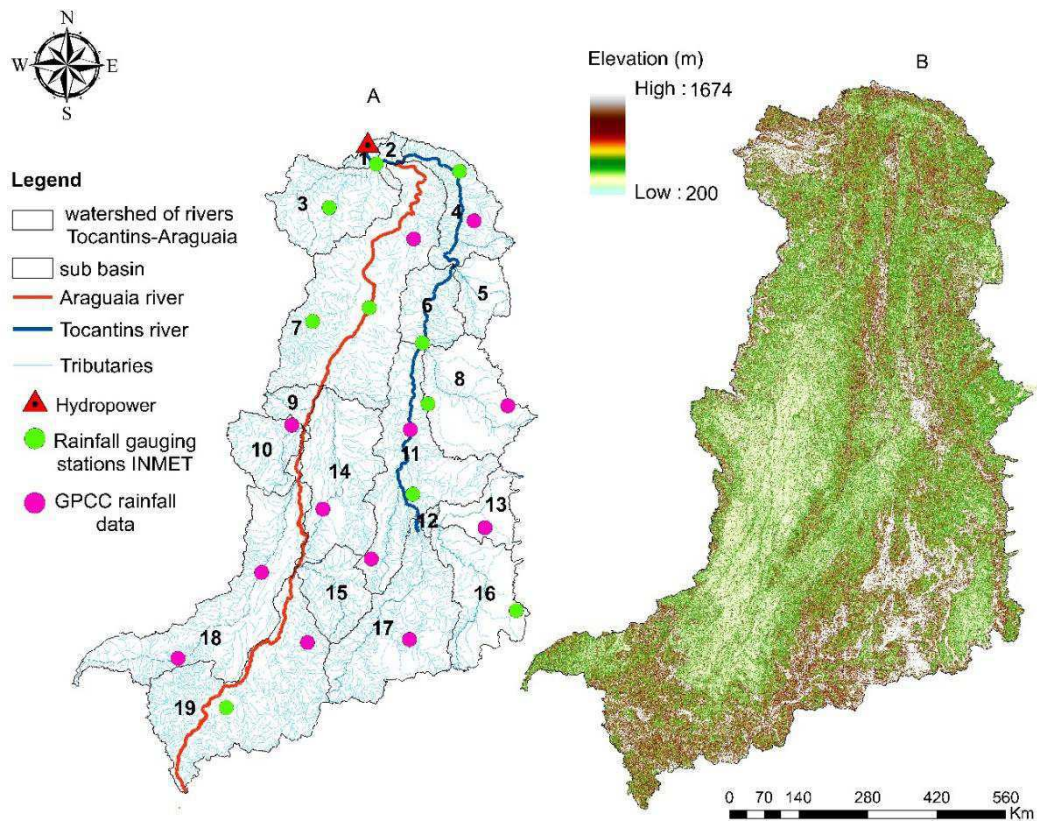 N
W E
S
A
Elevation (m)
High : 1674
Low : 200
B
Legend
watershed of rivers
Tocantins-Araguaia
sub basin
Araguaia river
Tocantins river
Tributaries
Hydropower
Rainfall gauging
stations INMET
GPCC rainfall
data
1
2
3
4
5
6
7
8
9
10
11
14
13
12
15
16
17
18
19
0 70 140 280 420 560
Km